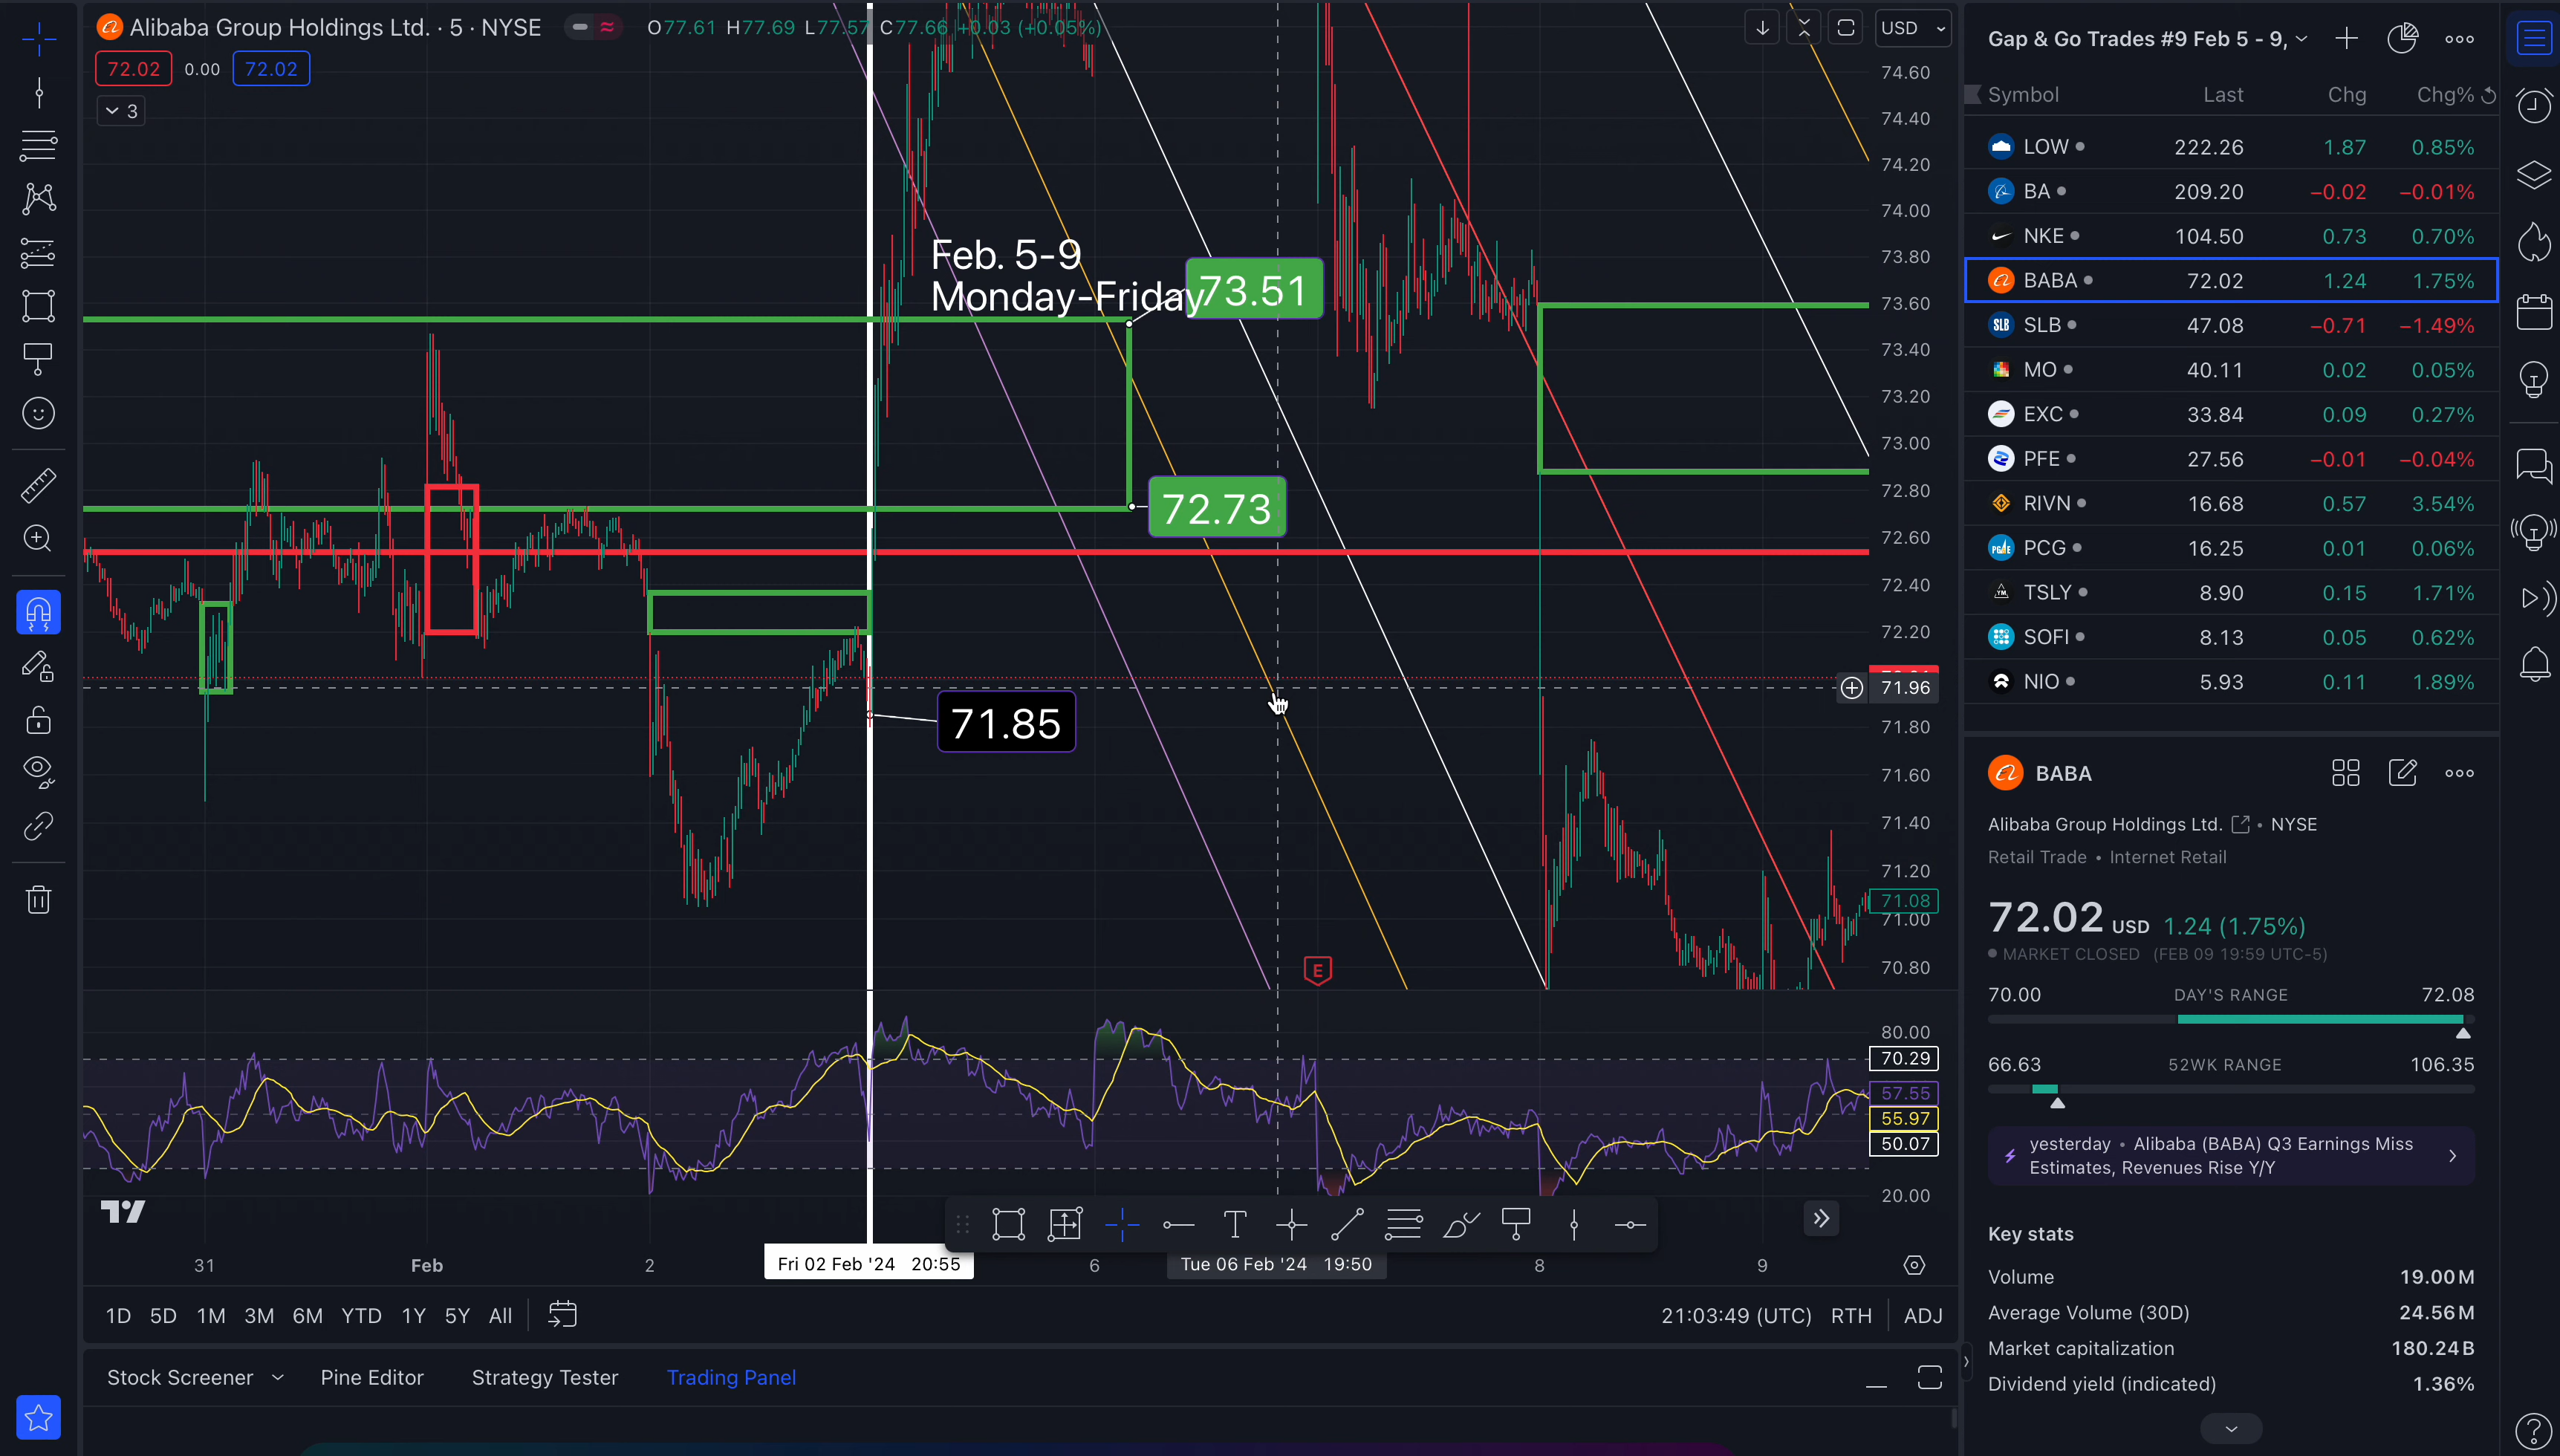 Alibaba Group Holdings Ltd. · 5 · NYSE
O77.61 H77.69 L77.57 C77.66 +0.03 (+0.05%)
USD
72.02 0.00 72.02
3
74.60
74.40
74.20
74.00
73.80
73.60
73.40
73.20
73.00
72.80
72.60
72.40
72.20
71.96
71.80
71.60
71.40
71.20
71.08
71.00
70.80
Feb. 5-9
Monday-Friday
73.51
72.73
71.85
E
80.00
70.29
57.55
55.97
50.07
20.00
31 Feb 2 Fri 02 Feb '24 20:55 6 Tue 06 Feb '24 19:50 8 9
1D 5D 1M 3M 6M YTD 1Y 5Y All
21:03:49 (UTC) RTH ADJ
Stock Screener Pine Editor Strategy Tester Trading Panel
Gap & Go Trades #9 Feb 5 - 9,
Symbol Last Chg Chg%
LOW 222.26 1.87 0.85%
BA 209.20 −0.02 −0.01%
NKE 104.50 0.73 0.70%
BABA 72.02 1.24 1.75%
SLB SLB 47.08 −0.71 −1.49%
MO 40.11 0.02 0.05%
EXC 33.84 0.09 0.27%
PFE 27.56 −0.01 −0.04%
RIVN 16.68 0.57 3.54%
PG&E PCG 16.25 0.01 0.06%
TSLY 8.90 0.15 1.71%
SOFI 8.13 0.05 0.62%
NIO 5.93 0.11 1.89%
BABA
Alibaba Group Holdings Ltd. • NYSE
Retail Trade • Internet Retail
72.02 USD 1.24 (1.75%)
MARKET CLOSED (FEB 09 19:59 UTC-5)
70.00 DAY'S RANGE 72.08
66.63 52WK RANGE 106.35
yesterday • Alibaba (BABA) Q3 Earnings Miss
Estimates, Revenues Rise Y/Y
Key stats
Volume 19.00M
Average Volume (30D) 24.56M
Market capitalization 180.24B
Dividend yield (indicated) 1.36%